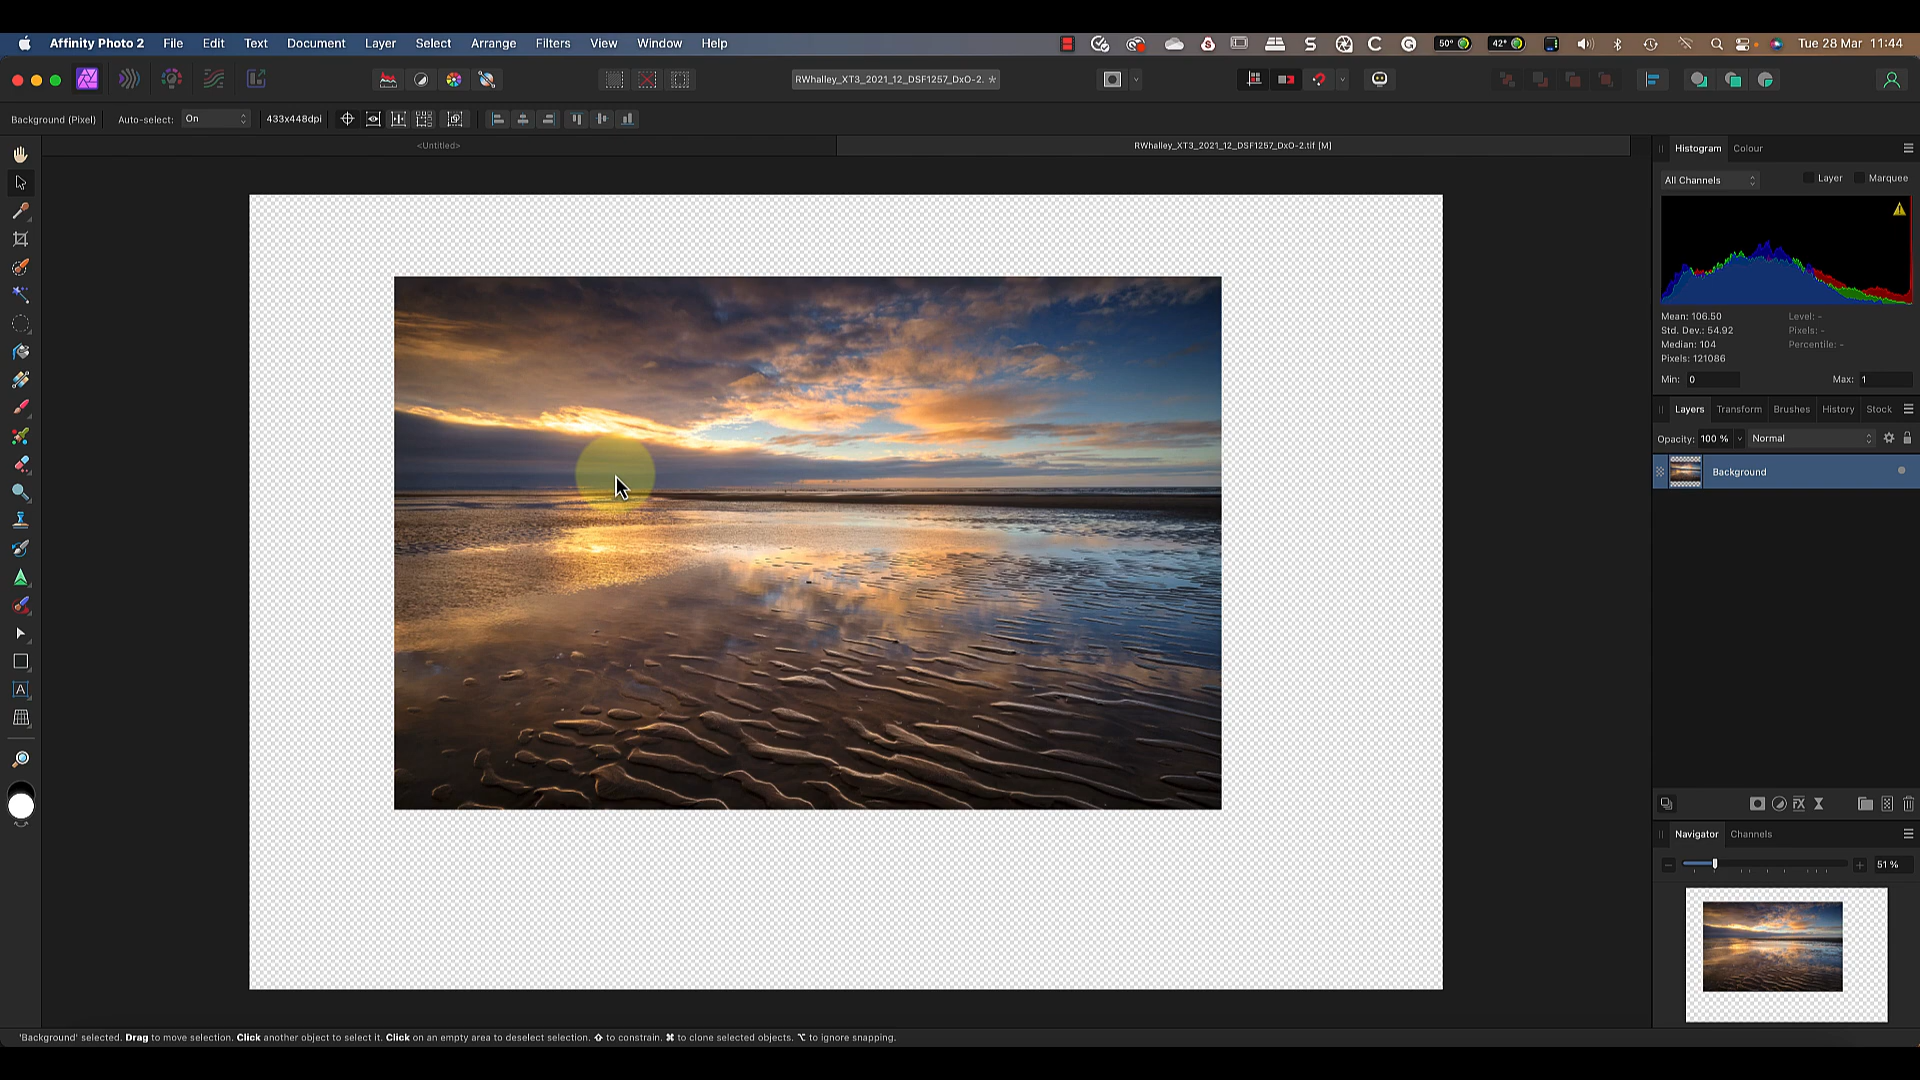 Affinity Photo 2 File Edit Text Document Layer Select Arrange Filters View Window Help 50° 42° Tue 28 Mar 11:44
RWhalley_XT3_2021_12_DSF1257_DxO-2. *
Background (Pixel) Auto-select: On 433x448dpi
<Untitled> RWhalley_XT3_2021_12_DSF1257_DxO-2.tif [M]
Histogram Colour
All Channels Layer Marquee
Mean: 106.50 Level: -
Std. Dev.: 54.92 Pixels: -
Median: 104 Percentile: -
Pixels: 121086
Min: 0 Max: 1
Layers Transform Brushes History Stock
Opacity: 100 % Normal
Background
Navigator Channels
51 %
'Background' selected. Drag to move selection. Click another object to select it. Click on an empty area to deselect selection. ⇧ to constrain. ⌘ to clone selected objects. ⌥ to ignore snapping.